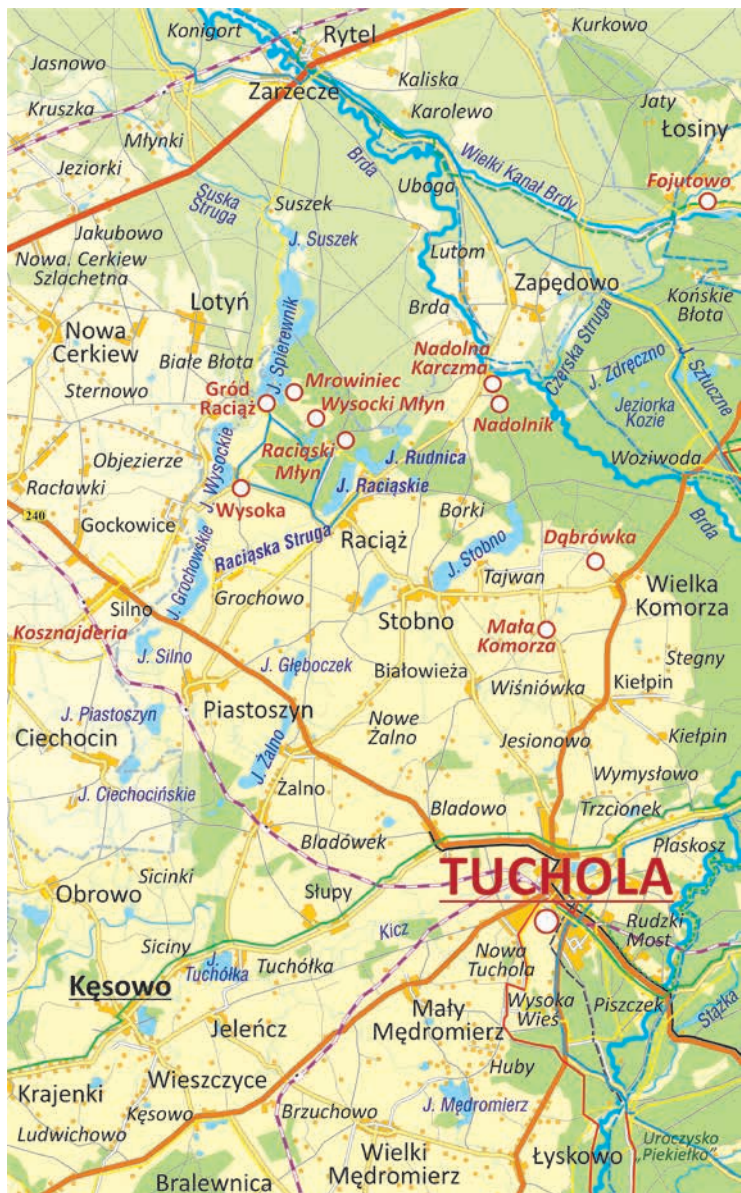 Konigort
Rytel
Kurkowo
Jasnowo
Kaliska
Zarzecze
Jaty
Kruszka
Karolewo
Łosiny
Młynki
Brda
Wielki Kanał Brdy
Jeziorki
Uboga
Fojutowo
Suska
Struga
Suszek
Jakubowo
J. Suszek
Lutom
Nowa. Cerkiew
Szlachetna
Zapędowo
Końskie
Błota
Lotyń
Brda
Czerska Struga
Nowa
Cerkiew
J. Spierewnik
Nadolna
Karczma
J. Sztuczne
Białe Błota
Mrowiniec
J. Zdręczno
Sternowo
Gród
Raciąż
Wysocki Młyn
Nadolnik
Jeziorka
Kozie
Raciąski
Młyn
J. Rudnica
Objezierze
J. Wysockie
Woziwoda
Racławki
Wysoka
J. Raciąskie
240
Gockowice
Borki
Brda
Raciąska Struga
Raciąż
Dąbrówka
J. Grochowskie
J. Stobno
Tajwan
Silno
Grochowo
Wielka
Komorza
Stobno
Kosznajderia
Mała
Komorza
J. Silno
J. Głęboczek
Białowieża
Stegny
Wiśniówka
Kiełpin
J. Piastoszyn
Piastoszyn
Nowe
Żalno
Ciechocin
Jesionowo
Kiełpin
J. Żalno
Wymysłowo
J. Ciechocińskie
Żalno
Bladowo
Trzcionek
Bladówek
Plaskosz
TUCHOLA
Sicinki
Obrowo
Słupy
Rudzki
Most
Kicz
Siciny
Nowa
Tuchola
J.
Tuchółka
Tuchółka
Kęsowo
Wysoka
Wieś
Piszczek
Stążka
Jeleńcz
Mały
Mędromierz
Huby
Krajenki
Wieszczyce
Kęsowo
Brzuchowo
J. Mędromierz
Ludwichowo
Uroczysko
„Piekiełko"
Wielki
Mędromierz
Łyskowo
Bralewnica